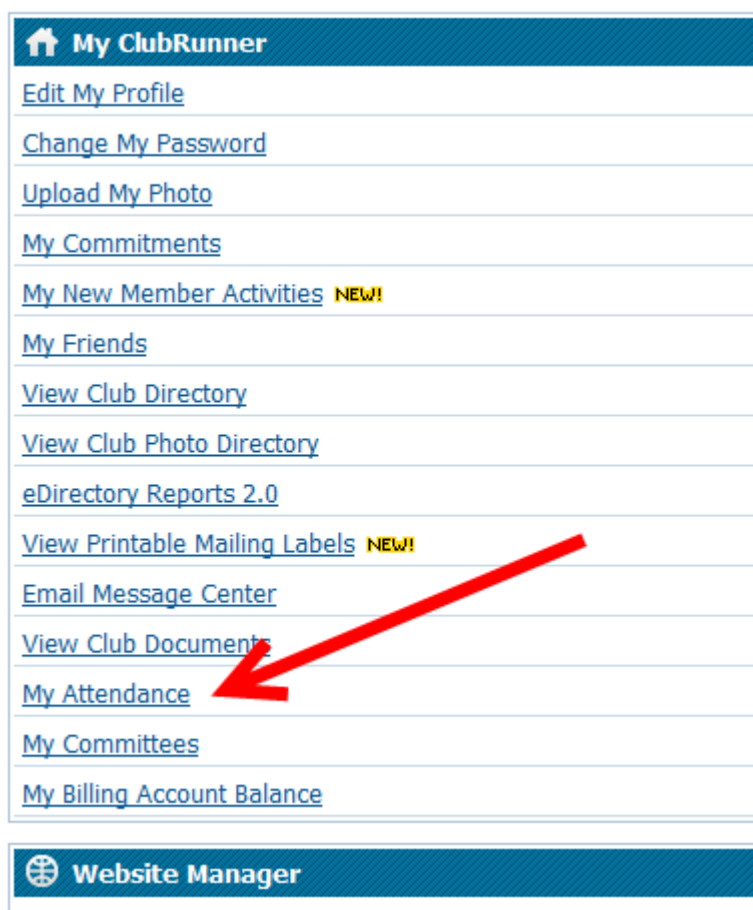 My ClubRunner
Edit My Profile
Change My Password
Upload My Photo
My Commitments
My New Member Activities NEW!
My Friends
View Club Directory
View Club Photo Directory
eDirectory Reports 2.0
View Printable Mailing Labels NEW!
Email Message Center
View Club Documents
My Attendance
My Committees
My Billing Account Balance
Website Manager